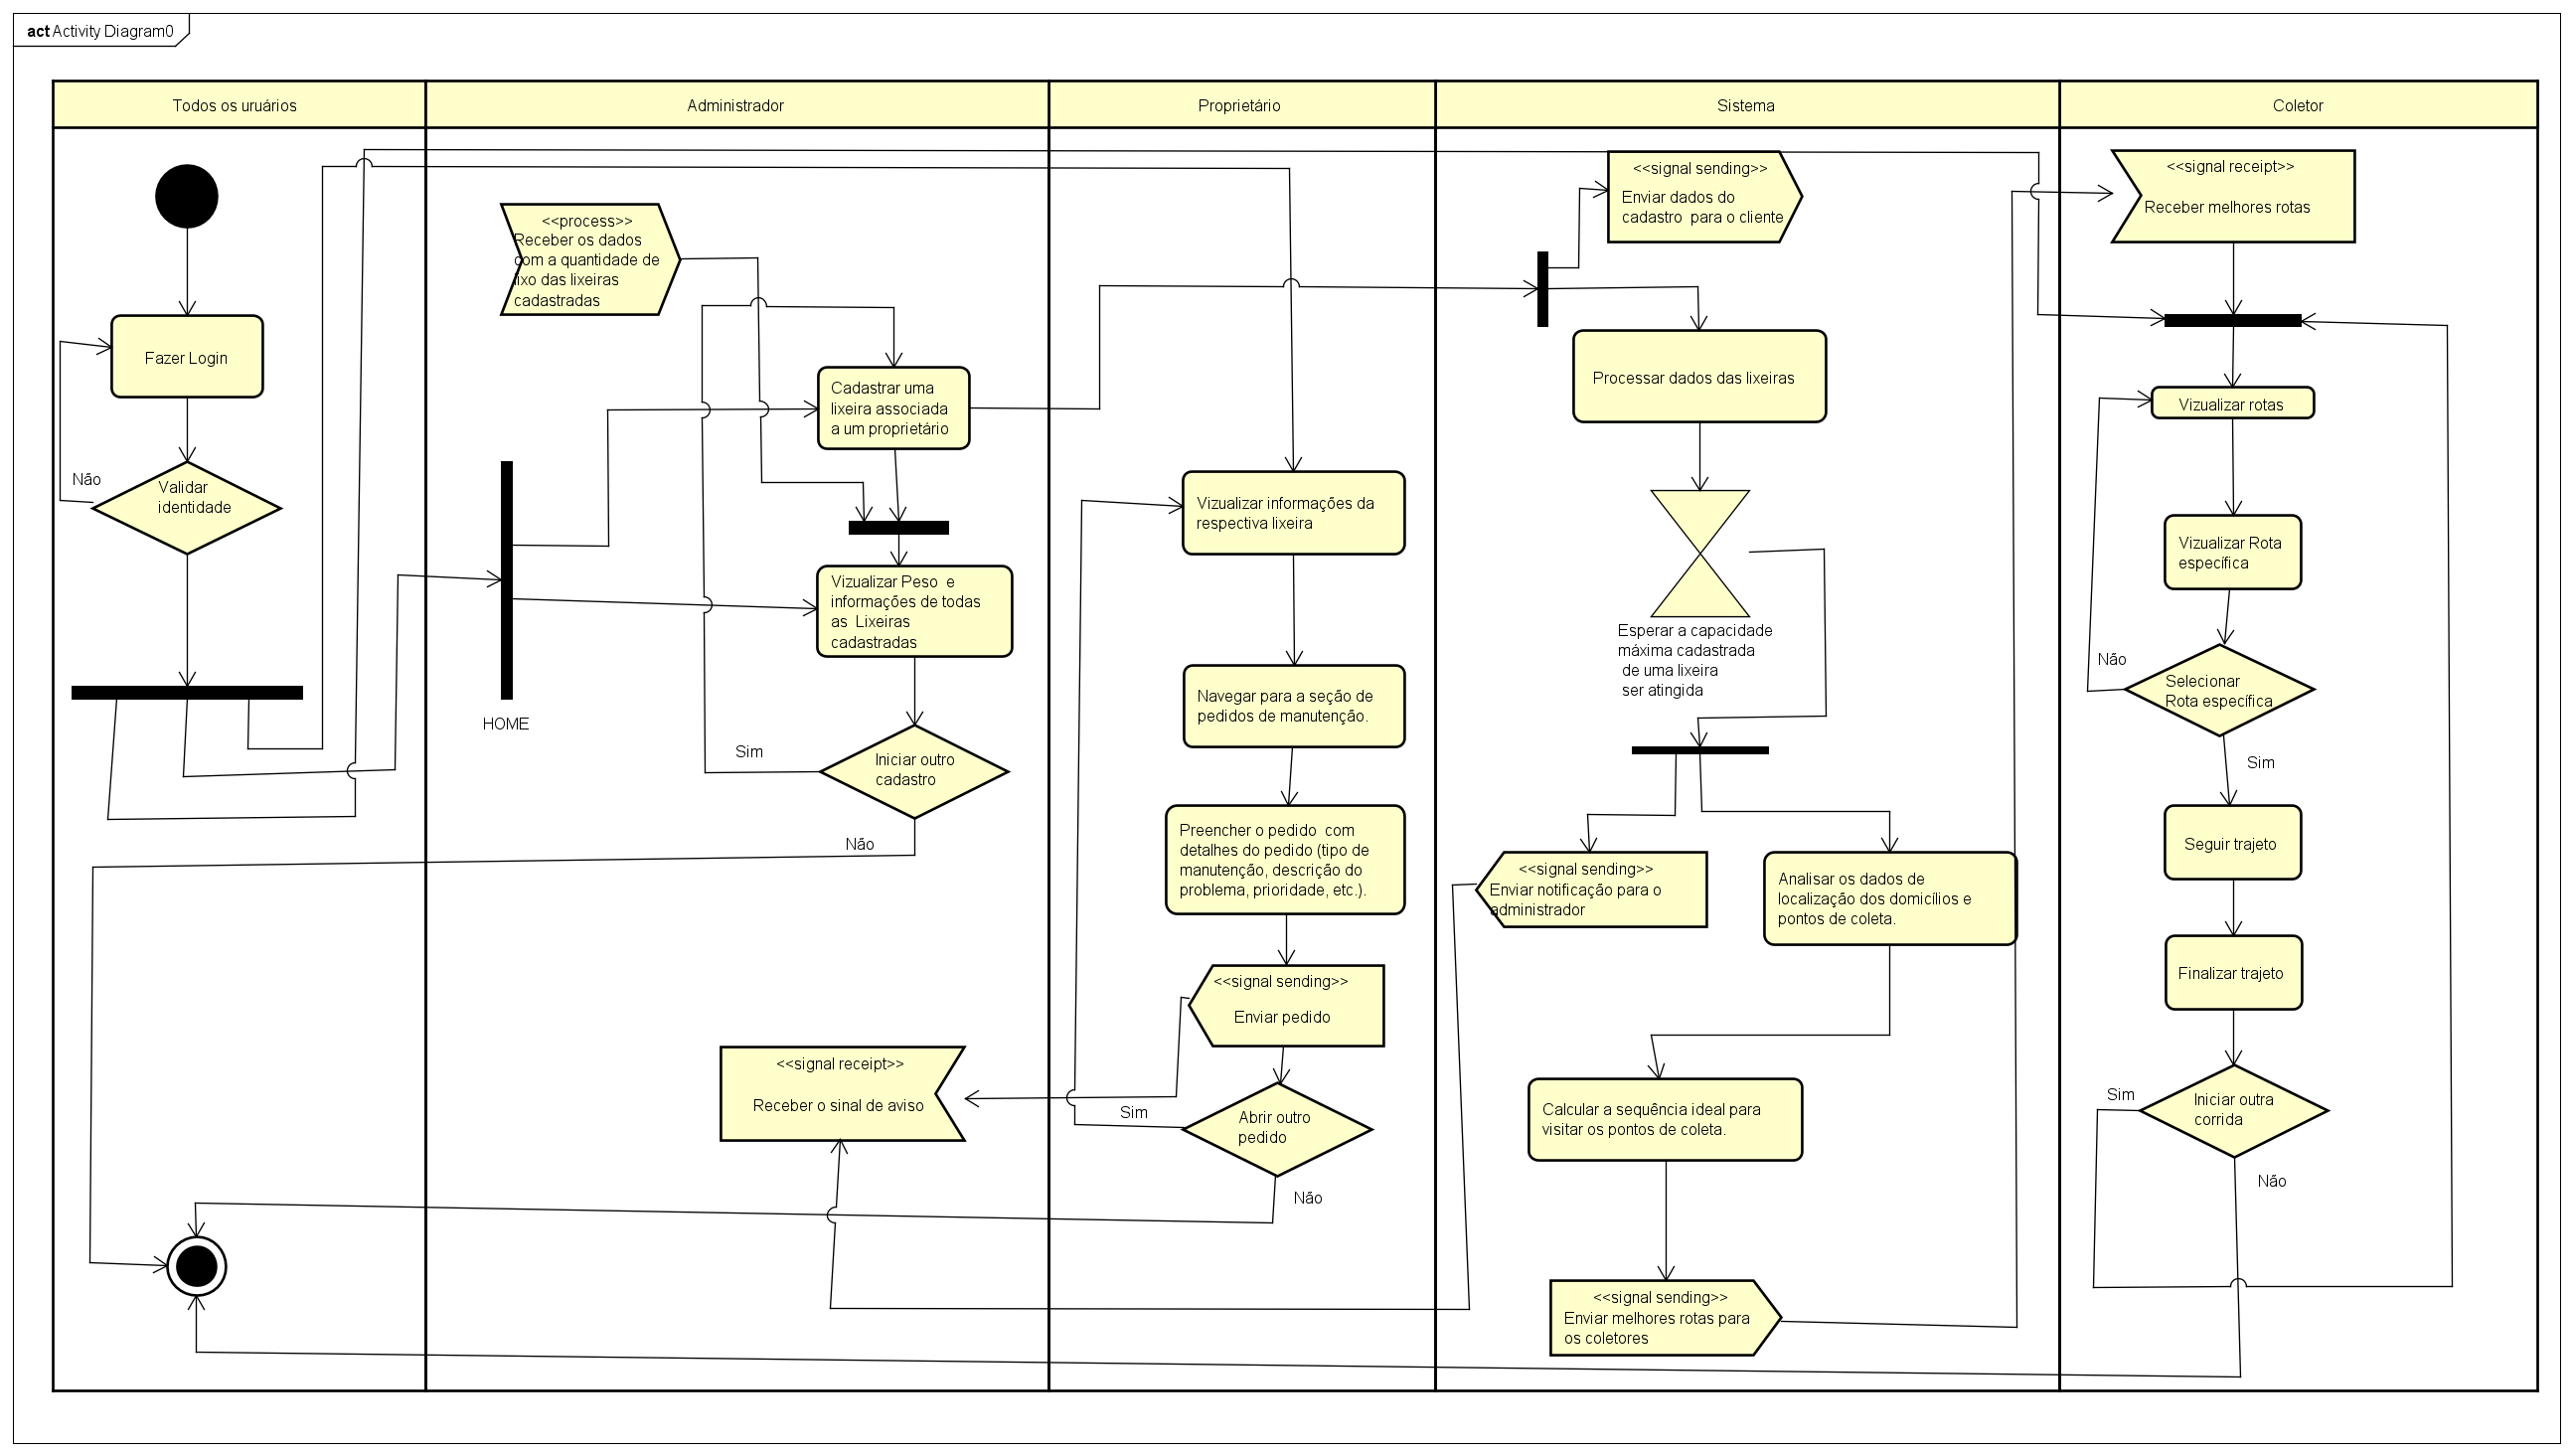 act Activity Diagram0
Todos os uruários
Administrador
Proprietário
Sistema
Coletor
Fazer Login
Não
Validar
identidade
<<process>>
Receber os dados
com a quantidade de
lixo das lixeiras
cadastradas
Cadastrar uma
lixeira associada
a um proprietário
HOME
Vizualizar Peso e
informações de todas
as Lixeiras
cadastradas
Sim
Iniciar outro
cadastro
Não
<<signal receipt>>
Receber o sinal de aviso
Vizualizar informações da
respectiva lixeira
Navegar para a seção de
pedidos de manutenção.
Preencher o pedido com
detalhes do pedido (tipo de
manutenção, descrição do
problema, prioridade, etc.).
<<signal sending>>
Enviar pedido
Sim
Abrir outro
pedido
Não
<<signal sending>>
Enviar dados do
cadastro para o cliente
Processar dados das lixeiras
Esperar a capacidade
máxima cadastrada
de uma lixeira
ser atingida
<<signal sending>>
Enviar notificação para o
administrador
Analisar os dados de
localização dos domicílios e
pontos de coleta.
Calcular a sequência ideal para
visitar os pontos de coleta.
<<signal sending>>
Enviar melhores rotas para
os coletores
<<signal receipt>>
Receber melhores rotas
Vizualizar rotas
Vizualizar Rota
específica
Não
Selecionar
Rota específica
Sim
Seguir trajeto
Finalizar trajeto
Sim
Iniciar outra
corrida
Não